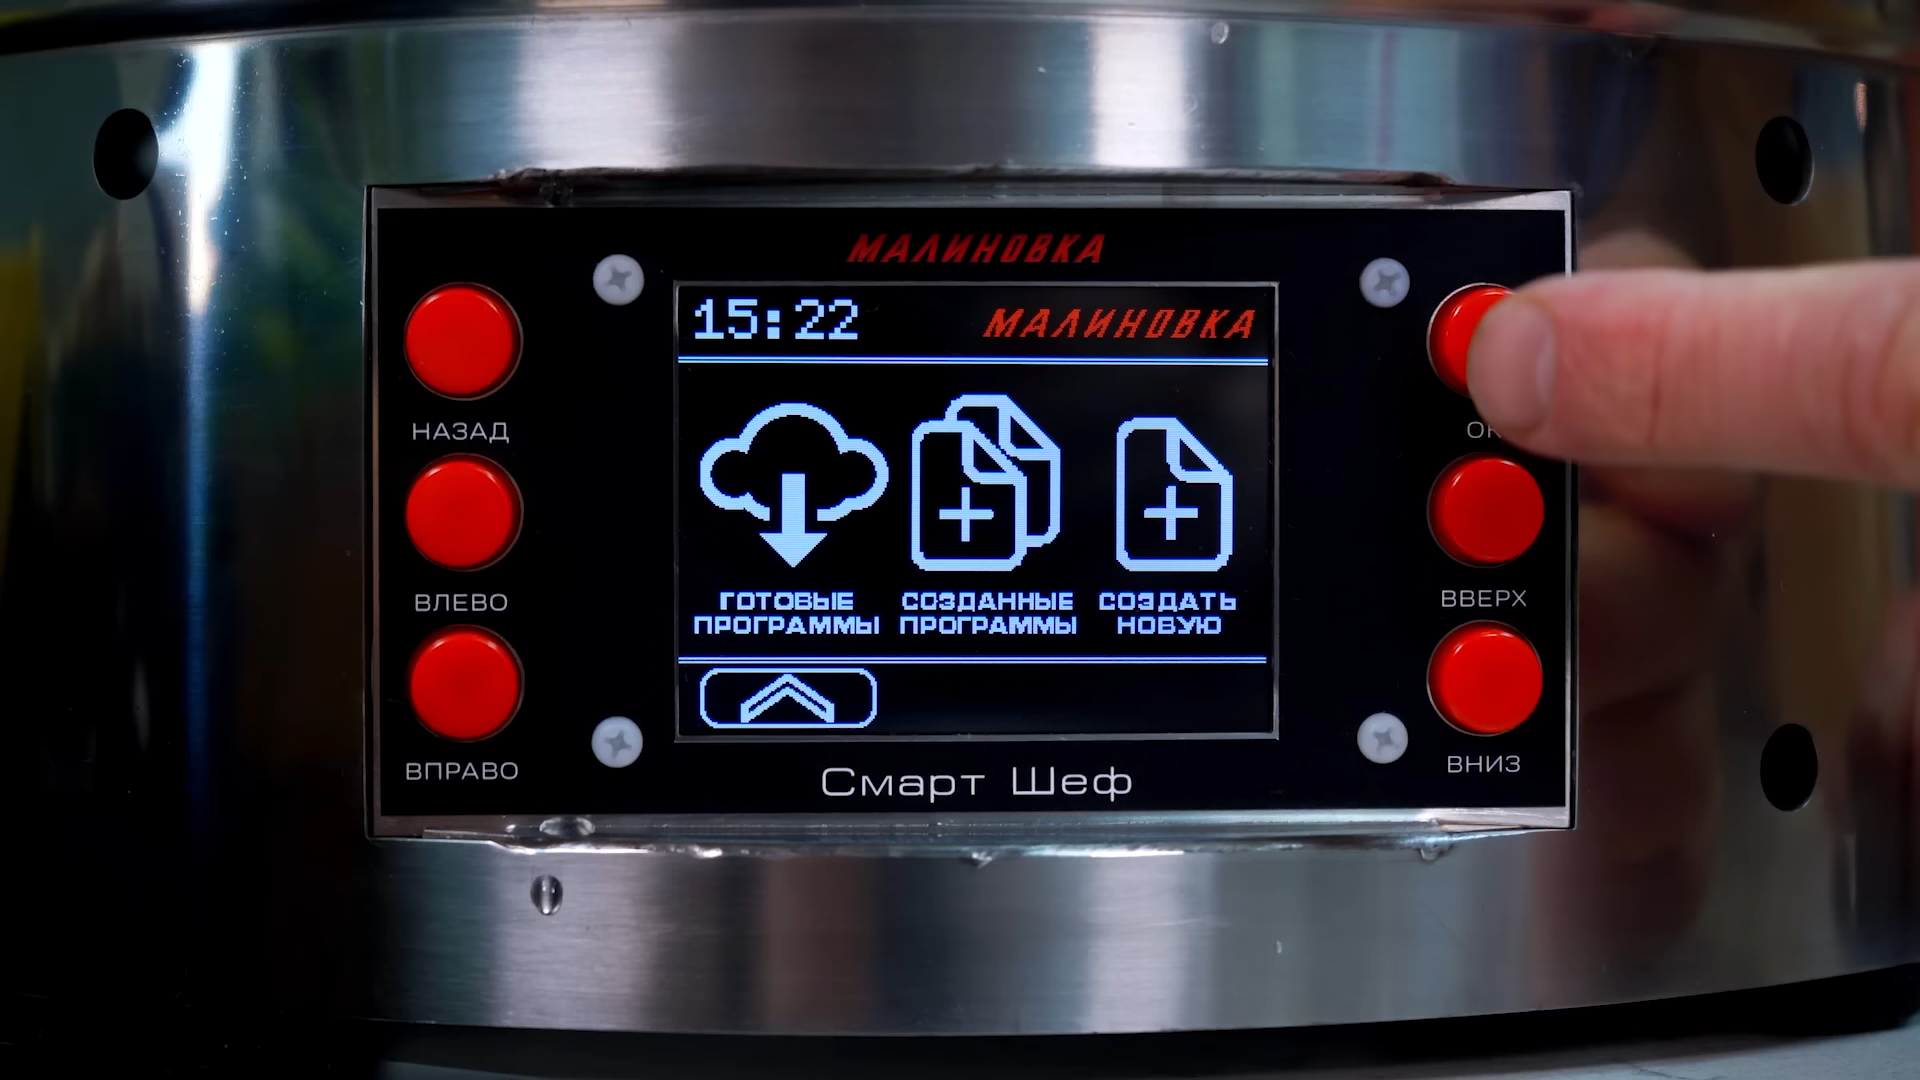 МАЛИНОВКА
15:22 МАЛИНОВКА
ГОТОВЫЕ
ПРОГРАММЫ
СОЗДАННЫЕ
ПРОГРАММЫ
СОЗДАТЬ
НОВУЮ
Смарт Шеф
НАЗАД
ВЛЕВО
ВПРАВО
ВВЕРХ
ВНИЗ